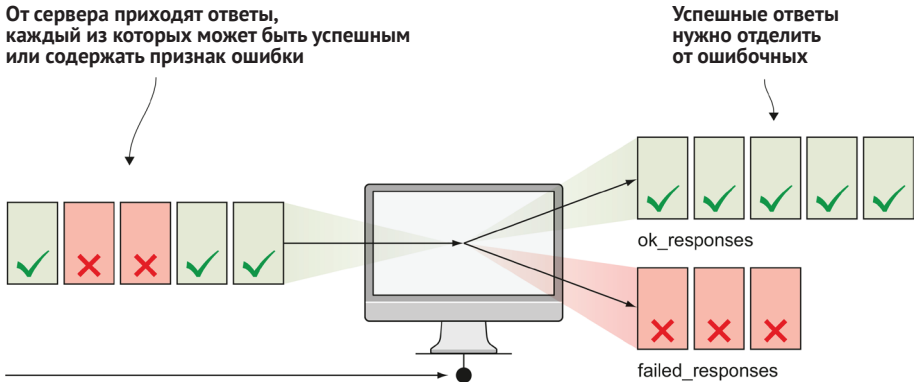 От сервера приходят ответы,
каждый из которых может быть успешным
или содержать признак ошибки
Успешные ответы
нужно отделить
от ошибочных
ok_responses
failed_responses